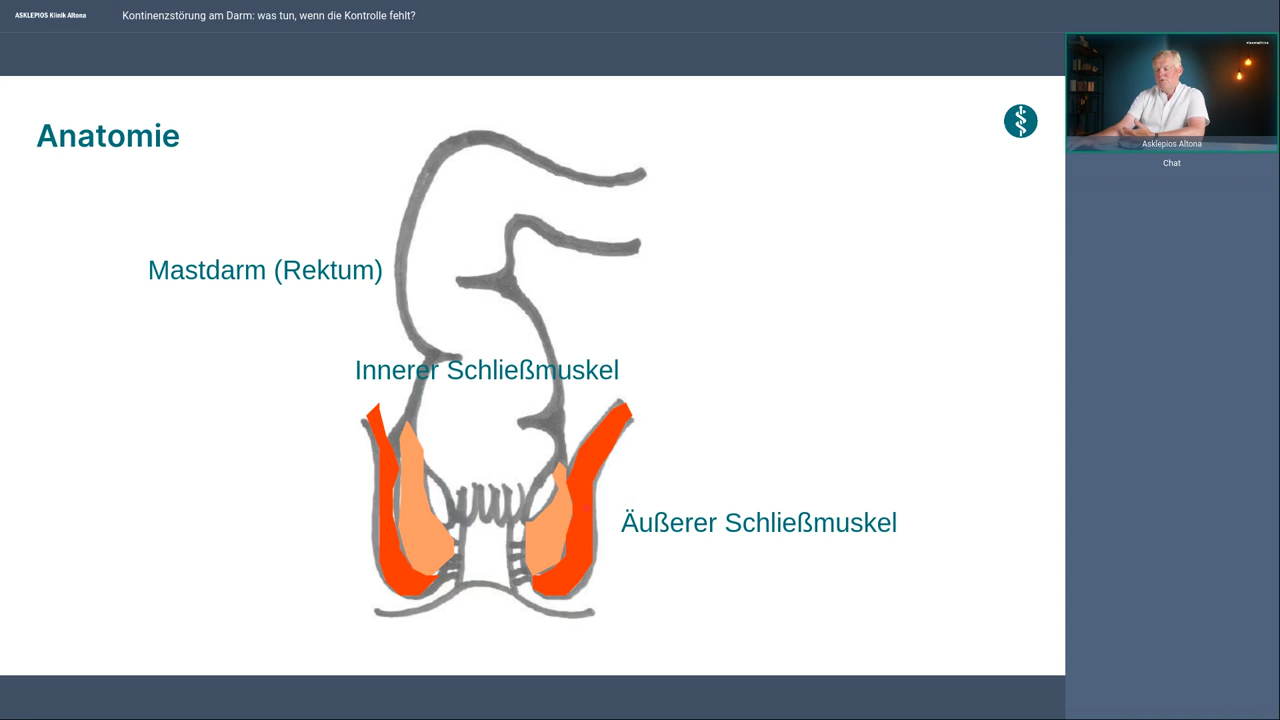 ASKLEPIOS Klinik Altona
Kontinenzstörung am Darm: was tun, wenn die Kontrolle fehlt?
Anatomie
Mastdarm (Rektum)
Innerer Schließmuskel
Äußerer Schließmuskel
Asklepios Altona
Chat